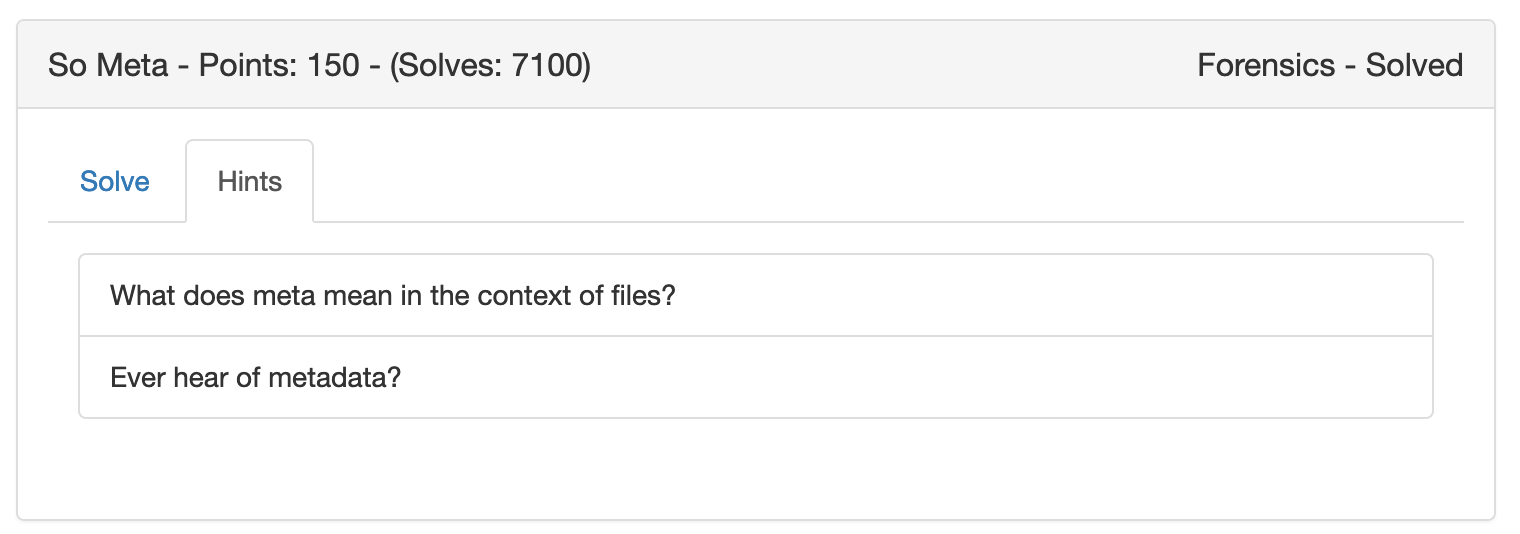 So Meta - Points: 150 - (Solves: 7100)
Forensics - Solved
Solve
Hints
What does meta mean in the context of files?
Ever hear of metadata?